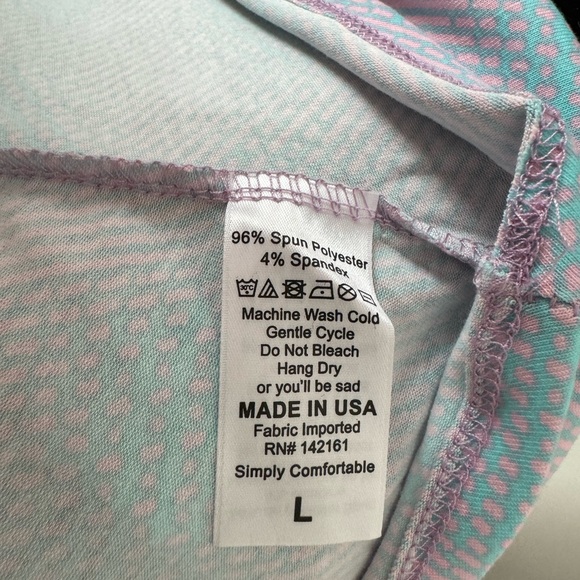 96% Spun Polyester
4% Spandex
30°C
Machine Wash Cold
Gentle Cycle
Do Not Bleach
Hang Dry
or you'll be sad
MADE IN USA
Fabric Imported
RN# 142161
Simply Comfortable
L